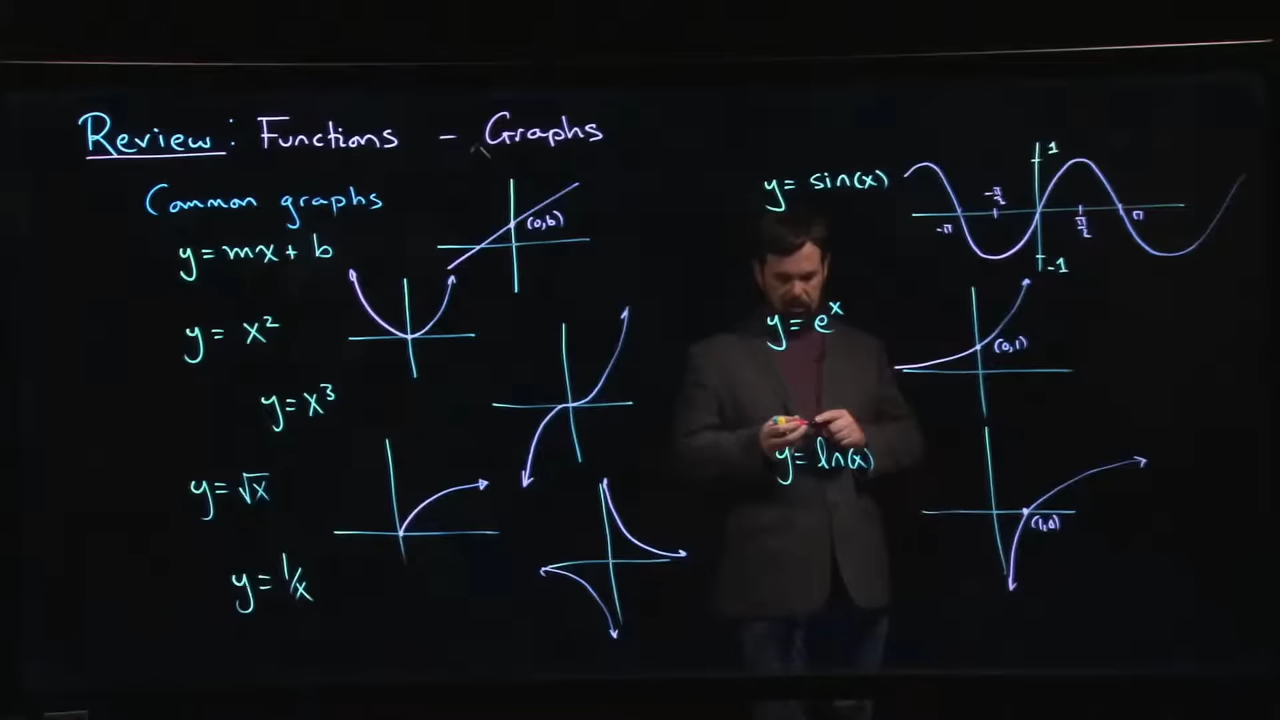 Review: Functions - Graphs
Common graphs
y = mx + b
(0,b)
y = x²
y = x³
y = √x
y = 1/x
y = sin(x)
1
-π
-π/2
π/2
π
-1
y = eˣ
(0,1)
y = ln(x)
(1,0)